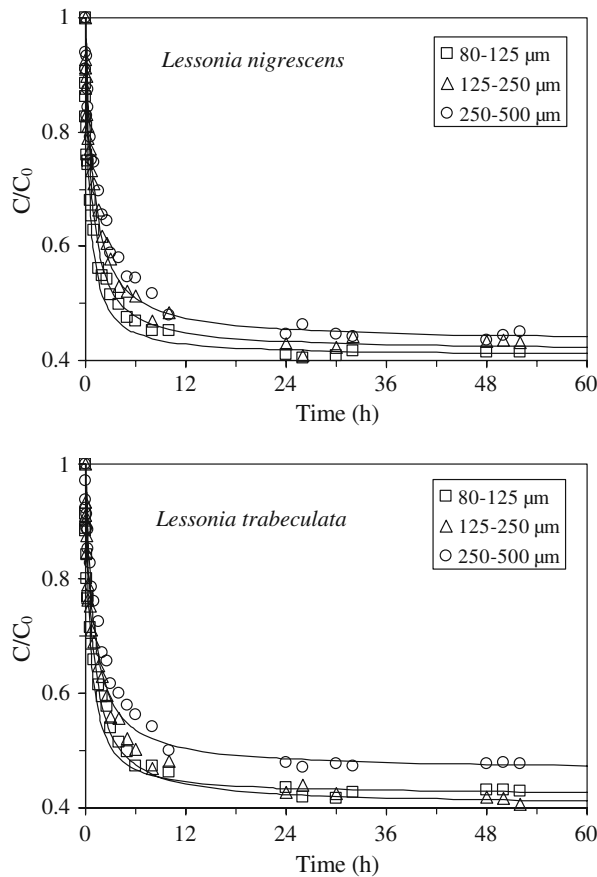 1
Lessonia nigrescens
80-125 µm
125-250 µm
250-500 µm
0.8
C/C₀
0.6
0.4
0 12 24 36 48 60
Time (h)
1
Lessonia trabeculata
80-125 µm
125-250 µm
250-500 µm
0.8
C/C₀
0.6
0.4
0 12 24 36 48 60
Time (h)